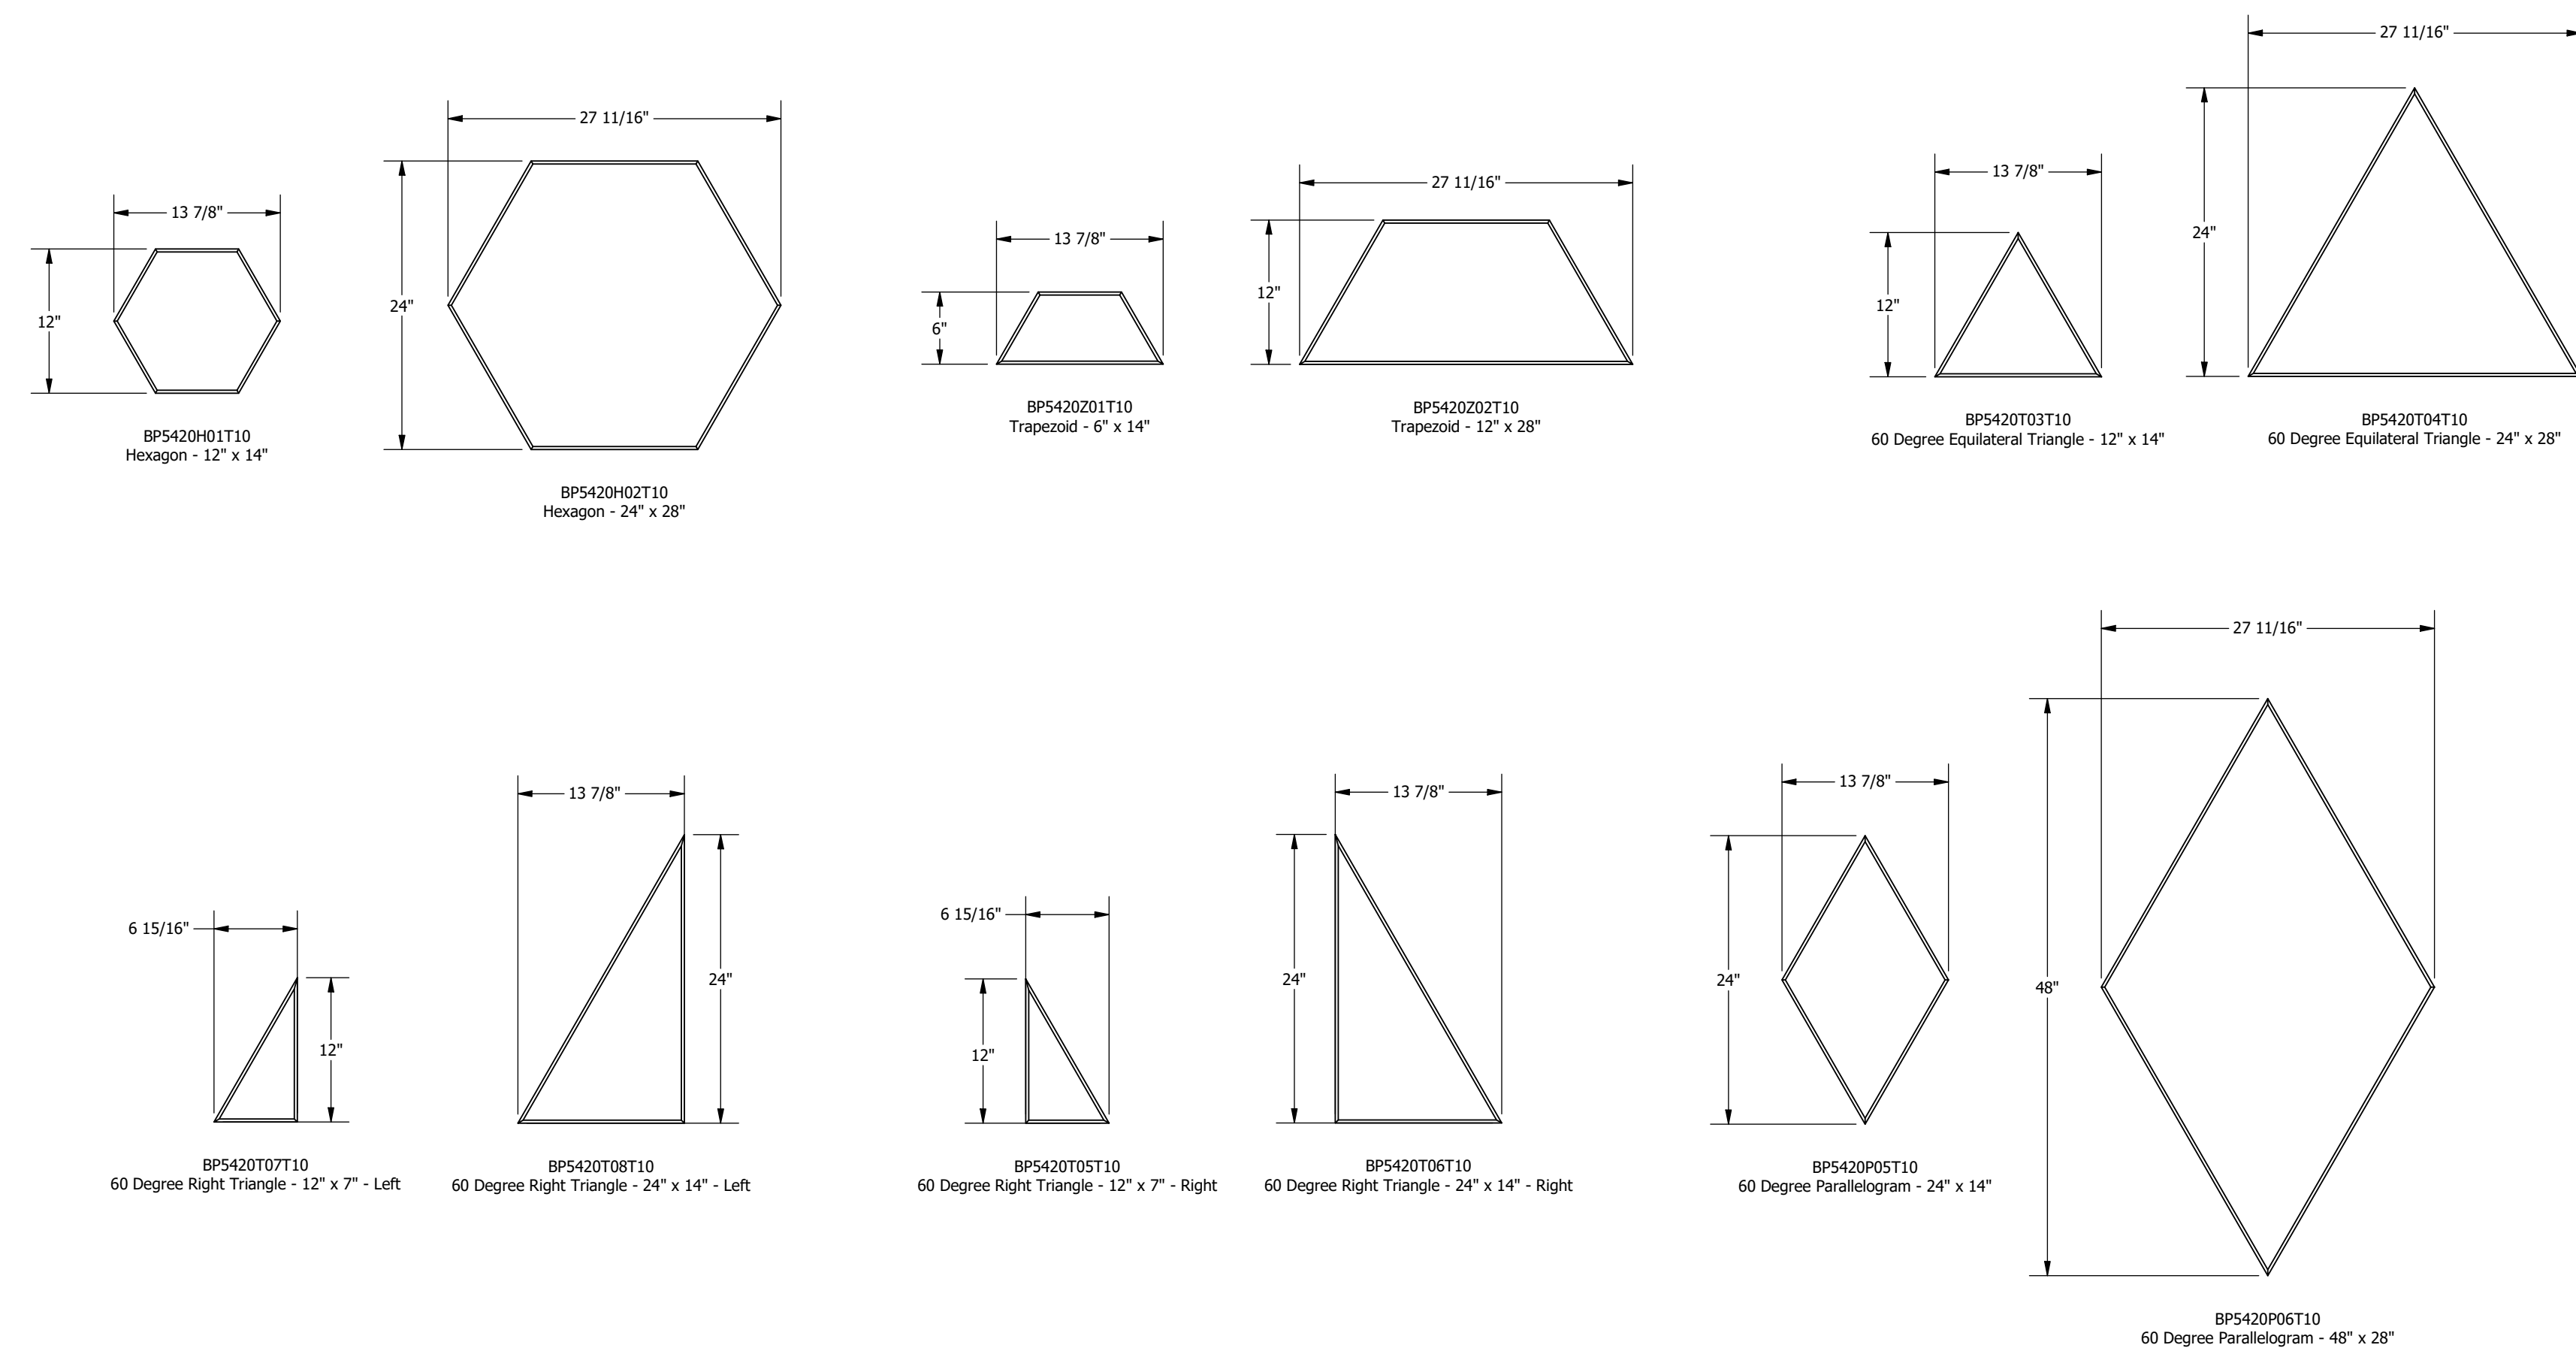 27 11/16"
24"
13 7/8"
12"
BP5420H01T10
Hexagon - 12" x 14"
27 11/16"
24"
BP5420H02T10
Hexagon - 24" x 28"
13 7/8"
6"
BP5420Z01T10
Trapezoid - 6" x 14"
27 11/16"
12"
BP5420Z02T10
Trapezoid - 12" x 28"
13 7/8"
12"
BP5420T03T10
60 Degree Equilateral Triangle - 12" x 14"
BP5420T04T10
60 Degree Equilateral Triangle - 24" x 28"
6 15/16"
12"
BP5420T07T10
60 Degree Right Triangle - 12" x 7" - Left
13 7/8"
24"
BP5420T08T10
60 Degree Right Triangle - 24" x 14" - Left
6 15/16"
12"
BP5420T05T10
60 Degree Right Triangle - 12" x 7" - Right
13 7/8"
24"
BP5420T06T10
60 Degree Right Triangle - 24" x 14" - Right
13 7/8"
24"
BP5420P05T10
60 Degree Parallelogram - 24" x 14"
27 11/16"
48"
BP5420P06T10
60 Degree Parallelogram - 48" x 28"